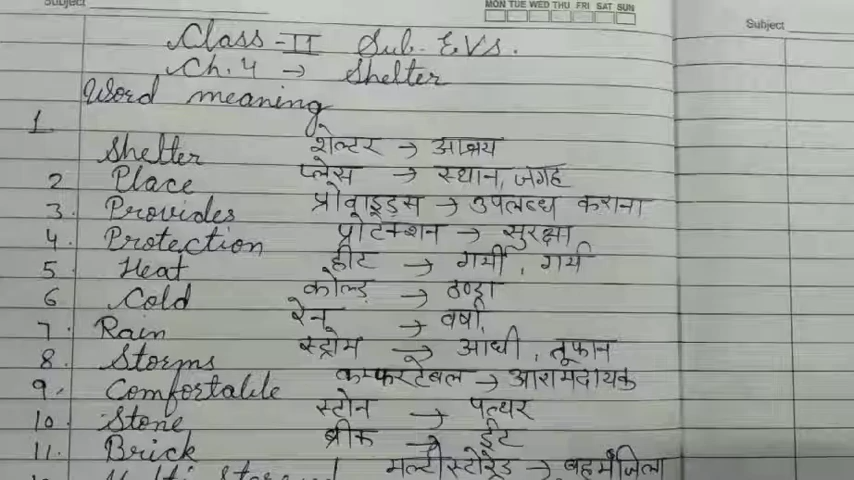 Subject
MON TUE WED THU FRI SAT SUN
Subject
Class-II Sub. E.V.S.
Ch.4 → Shelter
Word meaning
1. Shelter शेल्टर → आश्रय
2 Place प्लेस → स्थान, जगह
3. Provides प्रोवाइड्स → उपलब्ध कराना
4. Protection प्रोटेक्शन → सुरक्षा
5. Heat हीट → गर्मी, गर्म
6 Cold कोल्ड → ठण्डा
7. Rain रेन → वर्षा,
8. Storms स्ट्रोम → आंधी, तूफान
9. Comfortable कम्फरटेबल → आरामदायक
10. Stone स्टोन → पत्थर
11. Brick ब्रीक → ईंट
मल्टीस्टोरेड → बहुमंजिला